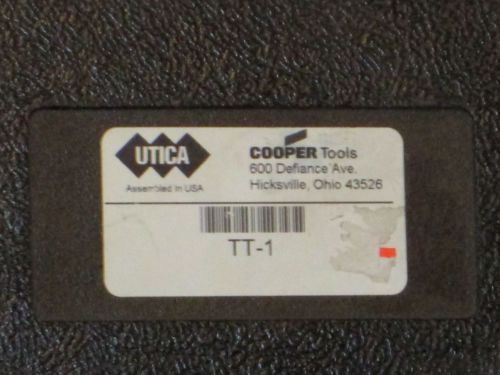 UTICA
Assembled in USA
COOPER Tools
600 Defiance Ave.
Hicksville, Ohio 43526
TT-1